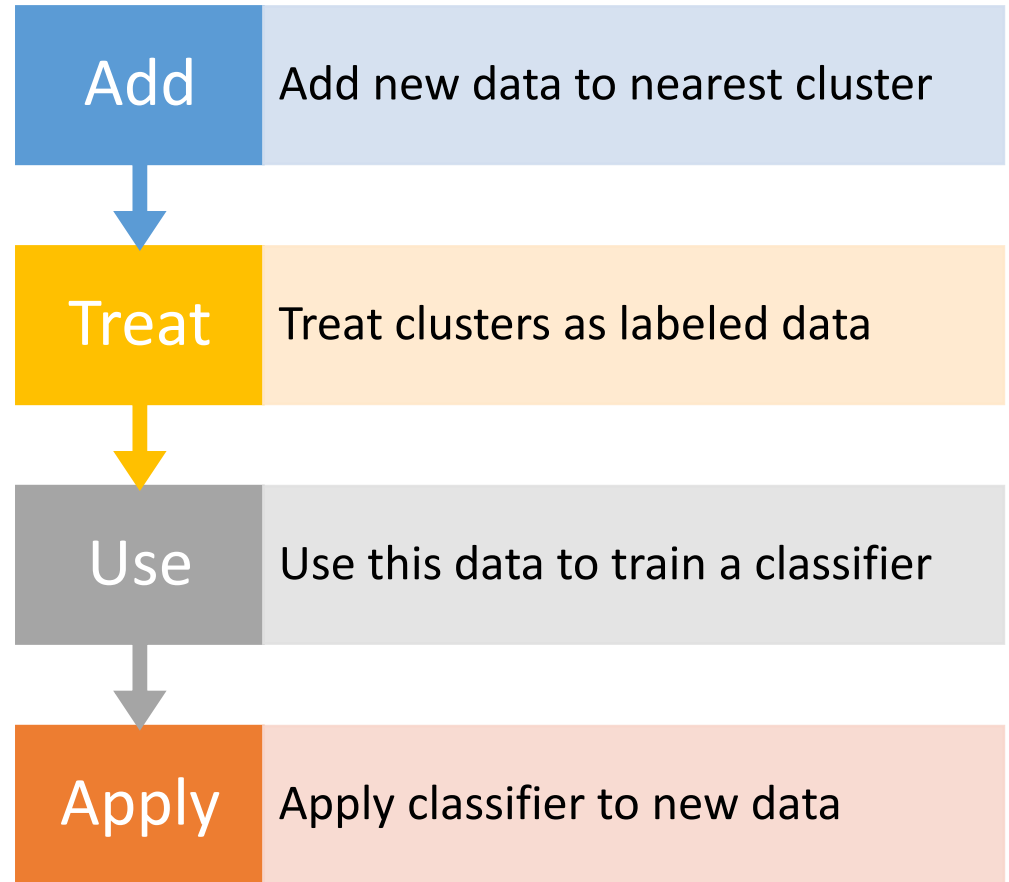 Add
Add new data to nearest cluster
Treat
Treat clusters as labeled data
Use
Use this data to train a classifier
Apply
Apply classifier to new data